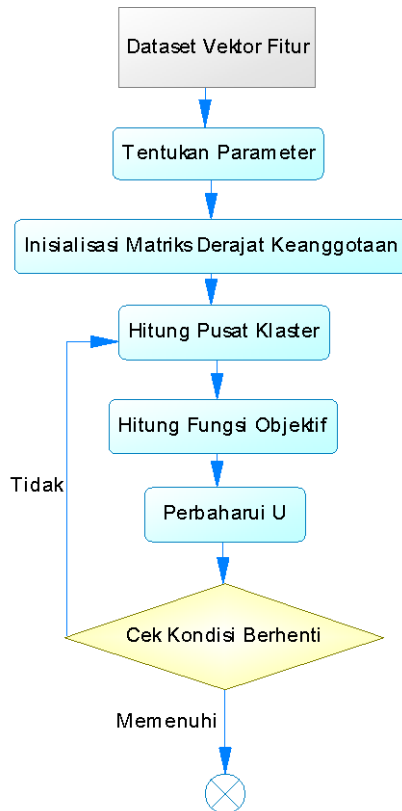 Dataset Vektor Fitur
Tentukan Parameter
Inisialisasi Matriks Derajat Keanggotaan
Hitung Pusat Klaster
Hitung Fungsi Objektif
Tidak
Perbaharui U
Cek Kondisi Berhenti
Memenuhi